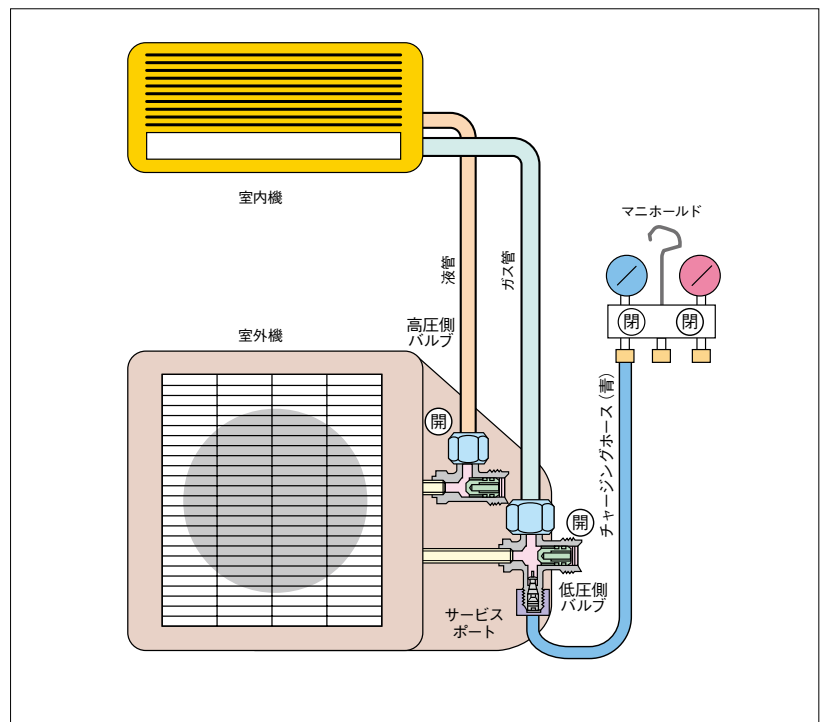 室内機
マニホールド
液管
ガス管
閉
閉
高圧側
バルブ
室外機
開
チャージングホース（青）
開
低圧側
バルブ
サービス
ポート